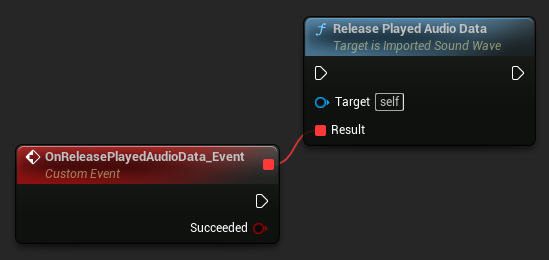 Release Played Audio Data
Target is Imported Sound Wave
Target self
Result
OnReleasePlayedAudioData_Event
Custom Event
Succeeded